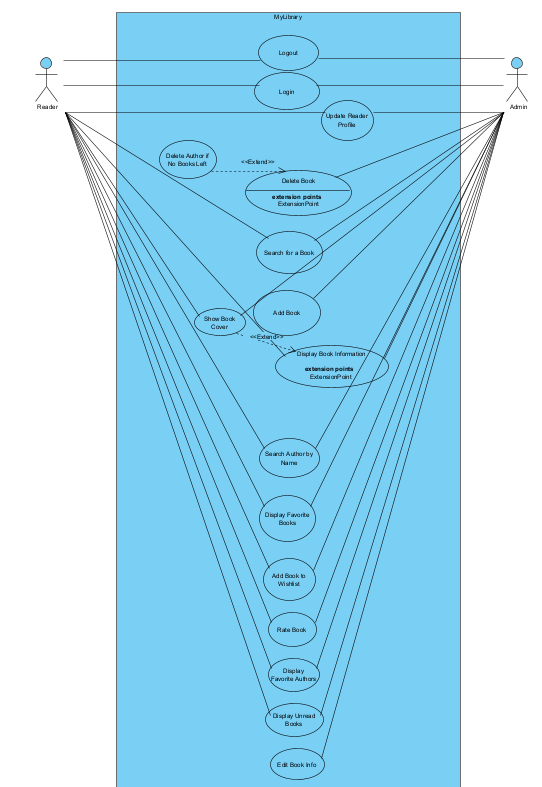 MyLibrary
Logout
Login
Reader
Admin
Update Reader
Profile
Delete Author if
No Books Left
<<Extend>>
Delete Book
extension points
ExtensionPoint
Search for a Book
Add Book
Show Book
Cover
<<Extend>>
Display Book Information
extension points
ExtensionPoint
Search Author by
Name
Display Favorite
Books
Add Book to
Wishlist
Rate Book
Display
Favorite Authors
Display Unread
Books
Edit Book Info